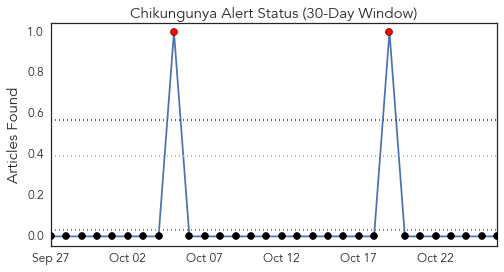 Chikungunya Alert Status (30-Day Window)
Articles Found
1.0
0.8
0.6
0.4
0.2
0.0
Sep 27 Oct 02 Oct 07 Oct 12 Oct 17 Oct 22